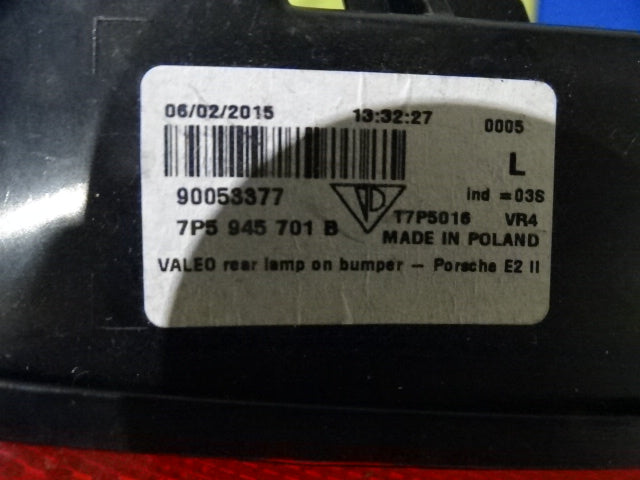 06/02/2015 13:32:27 0005
L
90053377 ind =03S
7P5 945 701 B T7P5016 VR4
MADE IN POLAND
VALEO rear lamp on bumper - Porsche E2 II